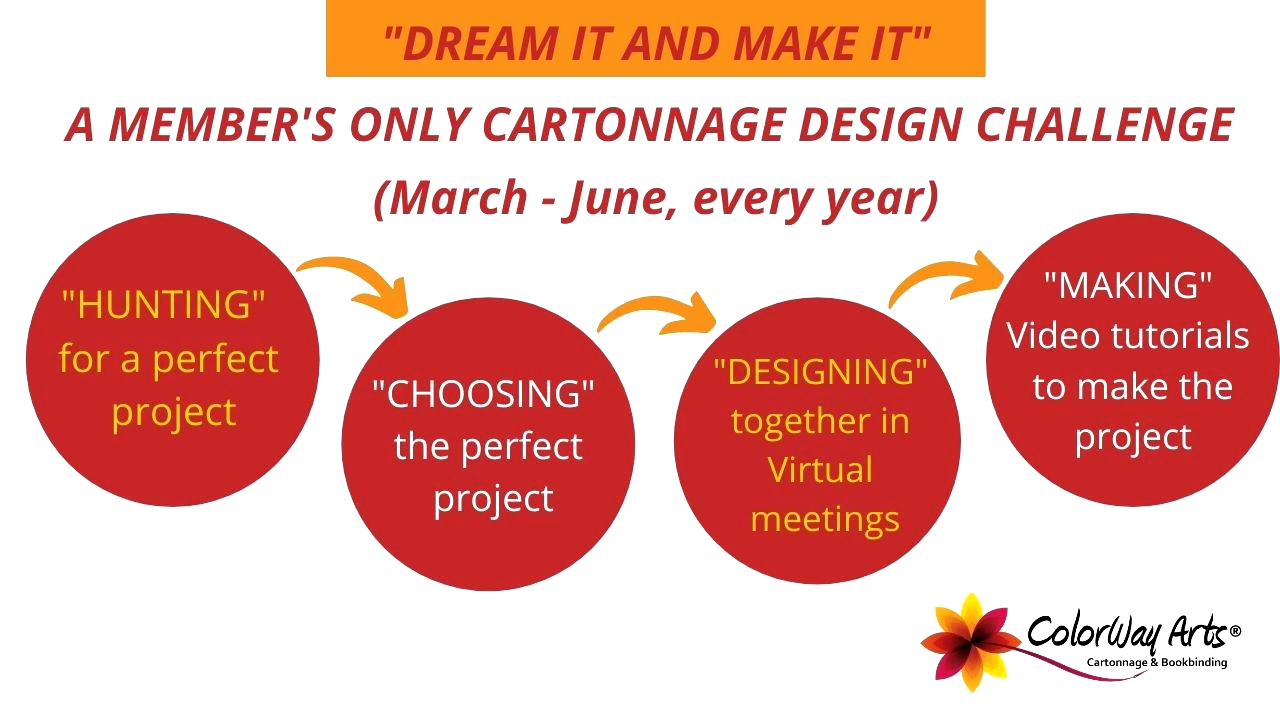 "DREAM IT AND MAKE IT"
A MEMBER'S ONLY CARTONNAGE DESIGN CHALLENGE
(March - June, every year)
"HUNTING"
for a perfect
project
"CHOOSING"
the perfect
project
"DESIGNING"
together in
Virtual
meetings
"MAKING"
Video tutorials
to make the
project
ColorWay Arts®
Cartonnage & Bookbinding